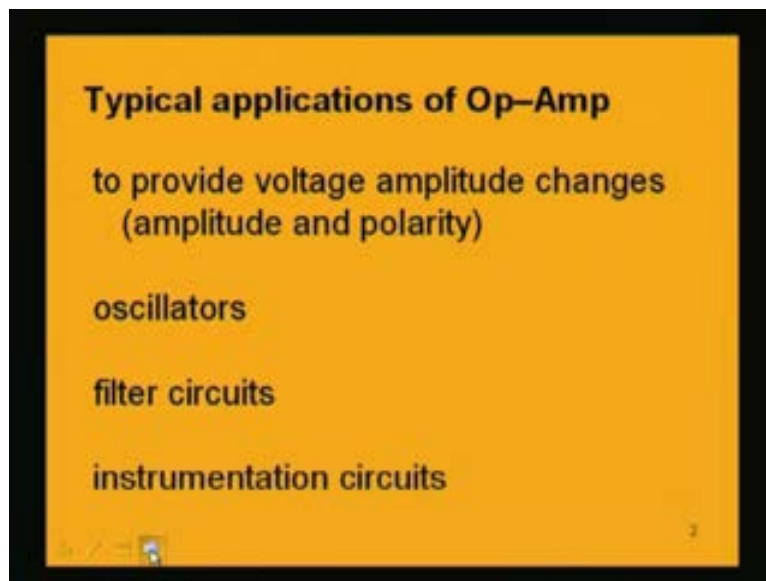 Typical applications of Op–Amp
to provide voltage amplitude changes
(amplitude and polarity)
oscillators
filter circuits
instrumentation circuits
2